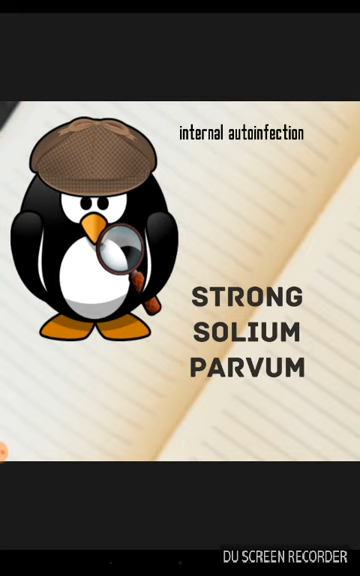 internal autoinfection
STRONG
SOLIUM
PARVUM
DU SCREEN RECORDER